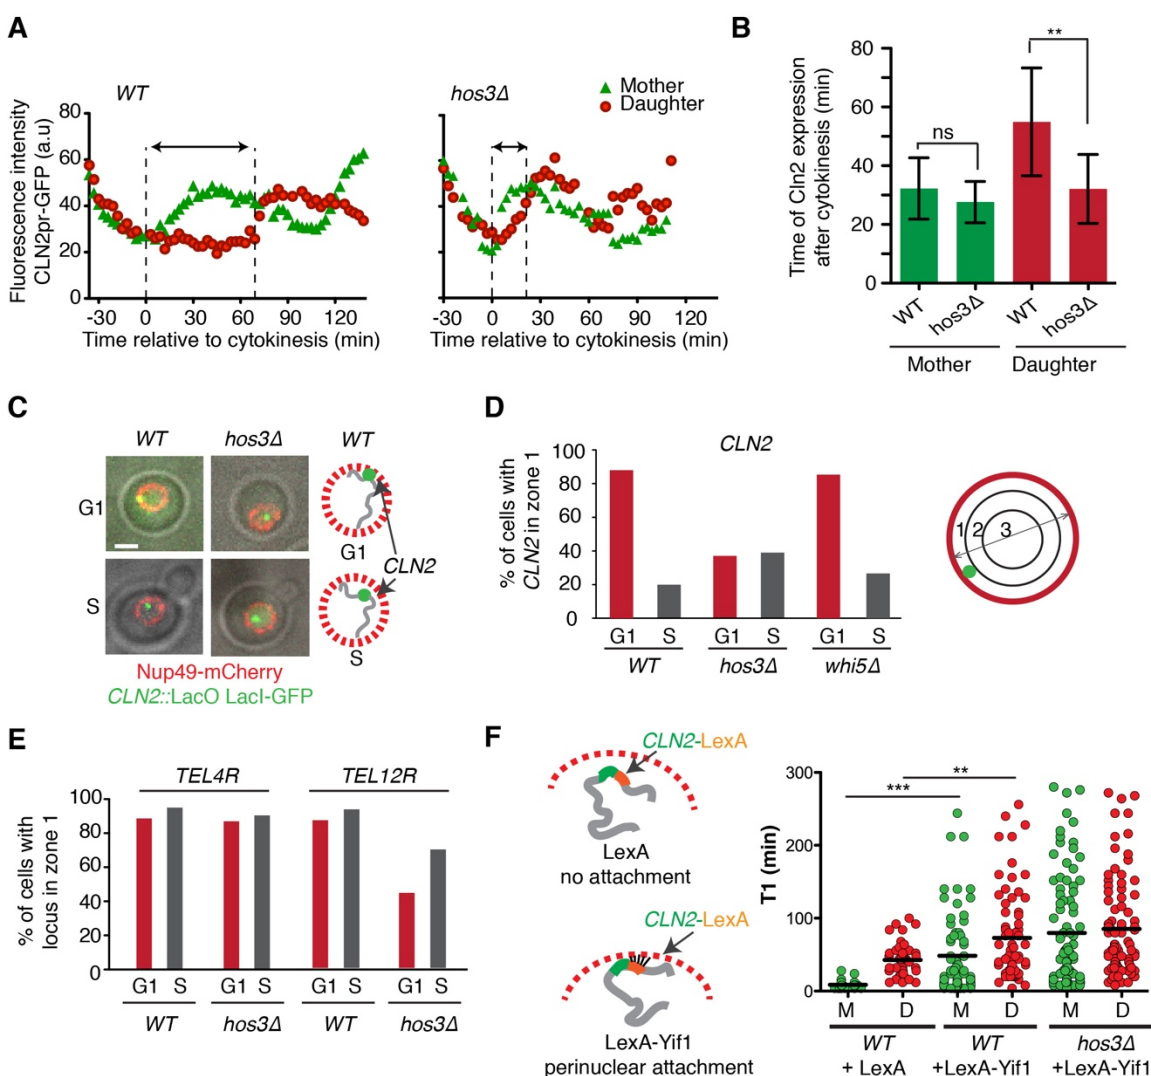 A
WT
hos3Δ
Mother
Daughter
Fluorescence intensity
CLN2pr-GFP (a.u)
80
60
40
20
0
-30 0 30 60 90 120
Time relative to cytokinesis (min)
-30 0 30 60 90 120
Time relative to cytokinesis (min)
B
Time of Cln2 expression
after cytokinesis (min)
80
60
40
20
0
ns
**
WT
hos3Δ
WT
hos3Δ
Mother
Daughter
C
WT
hos3Δ
WT
G1
S
G1
CLN2
S
Nup49-mCherry
CLN2::LacO LacI-GFP
D
CLN2
% of cells with
CLN2 in zone 1
100
80
60
40
20
0
G1 S G1 S G1 S
WT hos3Δ whi5Δ
1 2 3
E
TEL4R TEL12R
% of cells with
locus in zone 1
100
80
60
40
20
0
G1 S G1 S G1 S G1 S
WT hos3Δ WT hos3Δ
F
CLN2-LexA
LexA
no attachment
CLN2-LexA
LexA-Yif1
perinuclear attachment
T1 (min)
300
200
100
0
***
**
M D M D M D
WT WT hos3Δ
+ LexA +LexA-Yif1 +LexA-Yif1